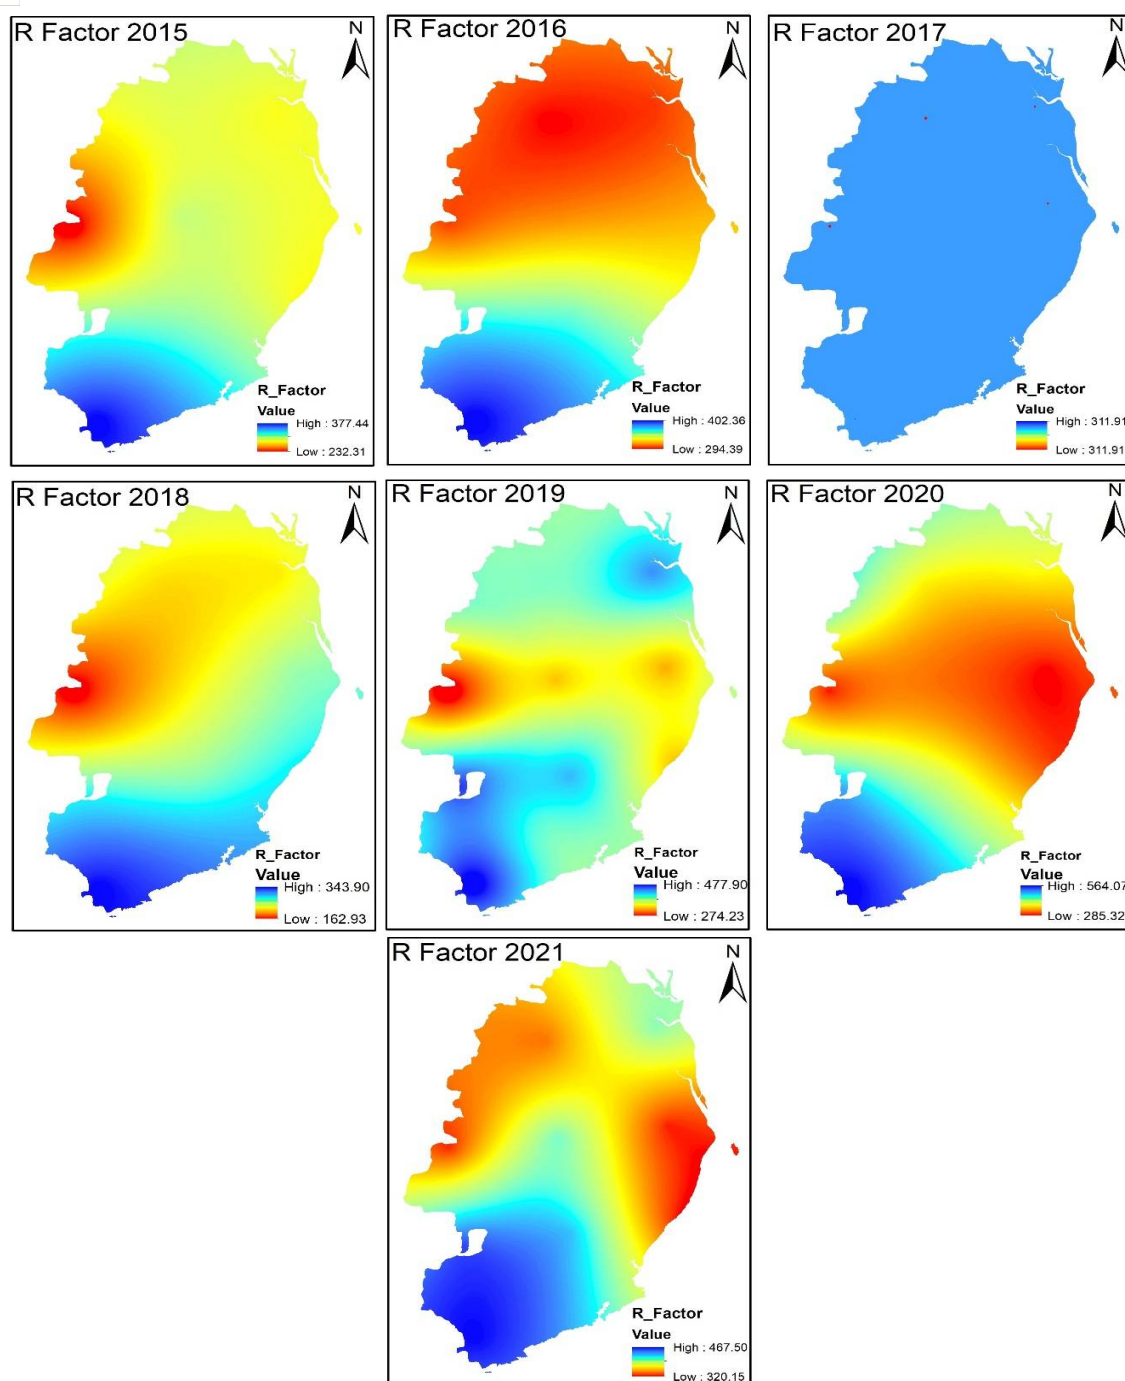 R Factor 2015
N
R_Factor
Value
High : 377.44
Low : 232.31
R Factor 2016
N
R_Factor
Value
High : 402.36
Low : 294.39
R Factor 2017
N
R_Factor
Value
High : 311.91
Low : 311.91
R Factor 2018
N
R_Factor
Value
High : 343.90
Low : 162.93
R Factor 2019
N
R_Factor
Value
High : 477.90
Low : 274.23
R Factor 2020
N
R_Factor
Value
High : 564.07
Low : 285.32
R Factor 2021
N
R_Factor
Value
High : 467.50
Low : 320.15